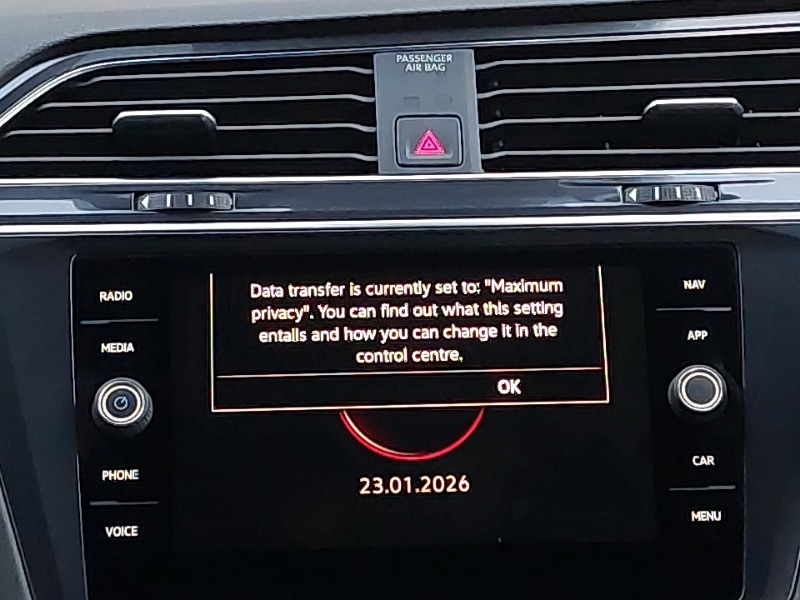 PASSENGER
AIR BAG
RADIO
MEDIA
PHONE
VOICE
Data transfer is currently set to: "Maximum
privacy". You can find out what this setting
entails and how you can change it in the
control centre.
OK
23.01.2026
NAV
APP
CAR
MENU